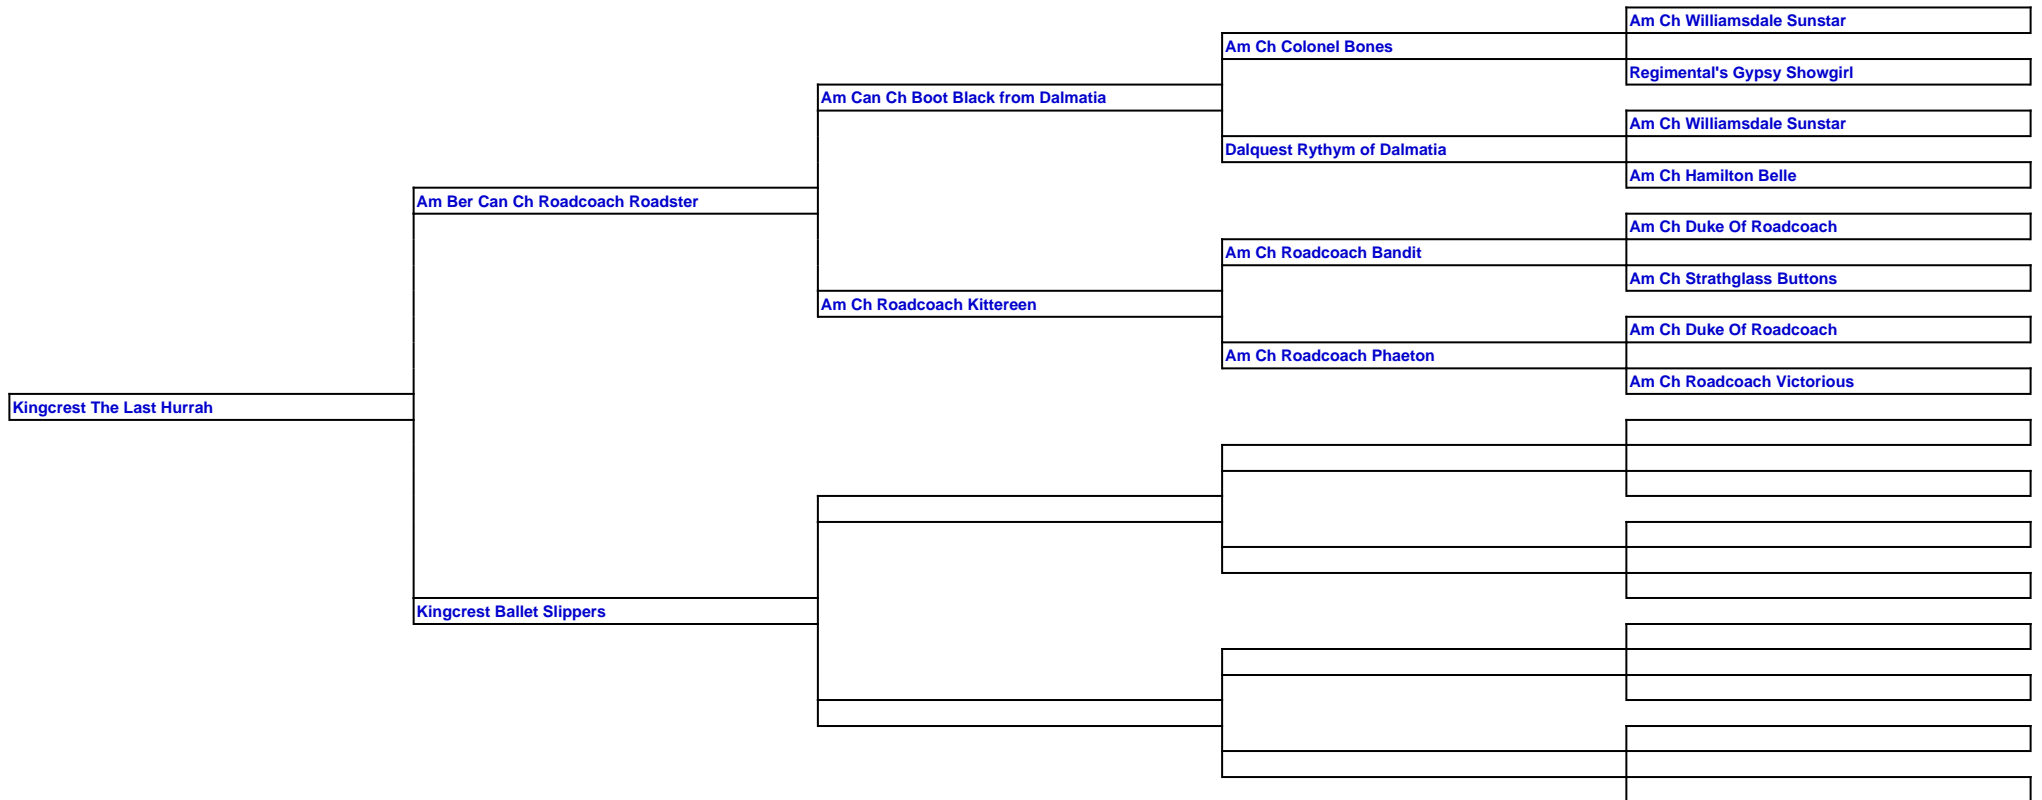 Am Ch Williamsdale Sunstar
Am Ch Colonel Bones
Regimental's Gypsy Showgirl
Am Can Ch Boot Black from Dalmatia
Am Ch Williamsdale Sunstar
Dalquest Rythym of Dalmatia
Am Ch Hamilton Belle
Am Ber Can Ch Roadcoach Roadster
Am Ch Duke Of Roadcoach
Am Ch Roadcoach Bandit
Am Ch Strathglass Buttons
Am Ch Roadcoach Kittereen
Am Ch Duke Of Roadcoach
Am Ch Roadcoach Phaeton
Am Ch Roadcoach Victorious
Kingcrest The Last Hurrah
Kingcrest Ballet Slippers